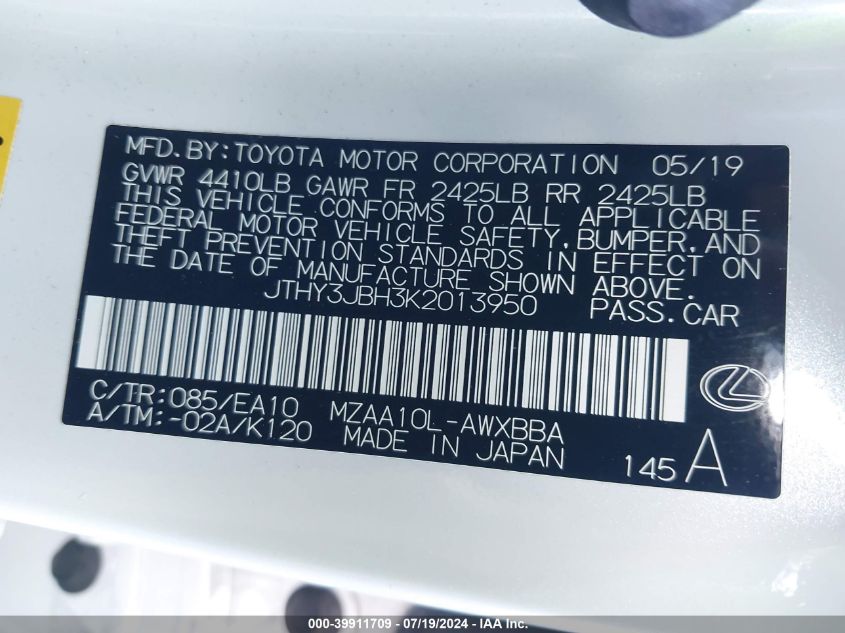 MFD.BY:TOYOTA MOTOR CORPORATION 05/19
GVWR 4410LB GAWR FR 2425LB RR 2425LB
THIS VEHICLE CONFORMS TO ALL APPLICABLE
FEDERAL MOTOR VEHICLE SAFETY,BUMPER,AND
THEFT PREVENTION STANDARDS IN EFFECT ON
THE DATE OF MANUFACTURE SHOWN ABOVE.
JTHY3JBH3K2013950 PASS.CAR
C/TR:085/EA10 MZAA10L-AWXBBA
A/TM:-02A/K120 MADE IN JAPAN
145 A
000-39911709 - 07/19/2024 - IAA Inc.